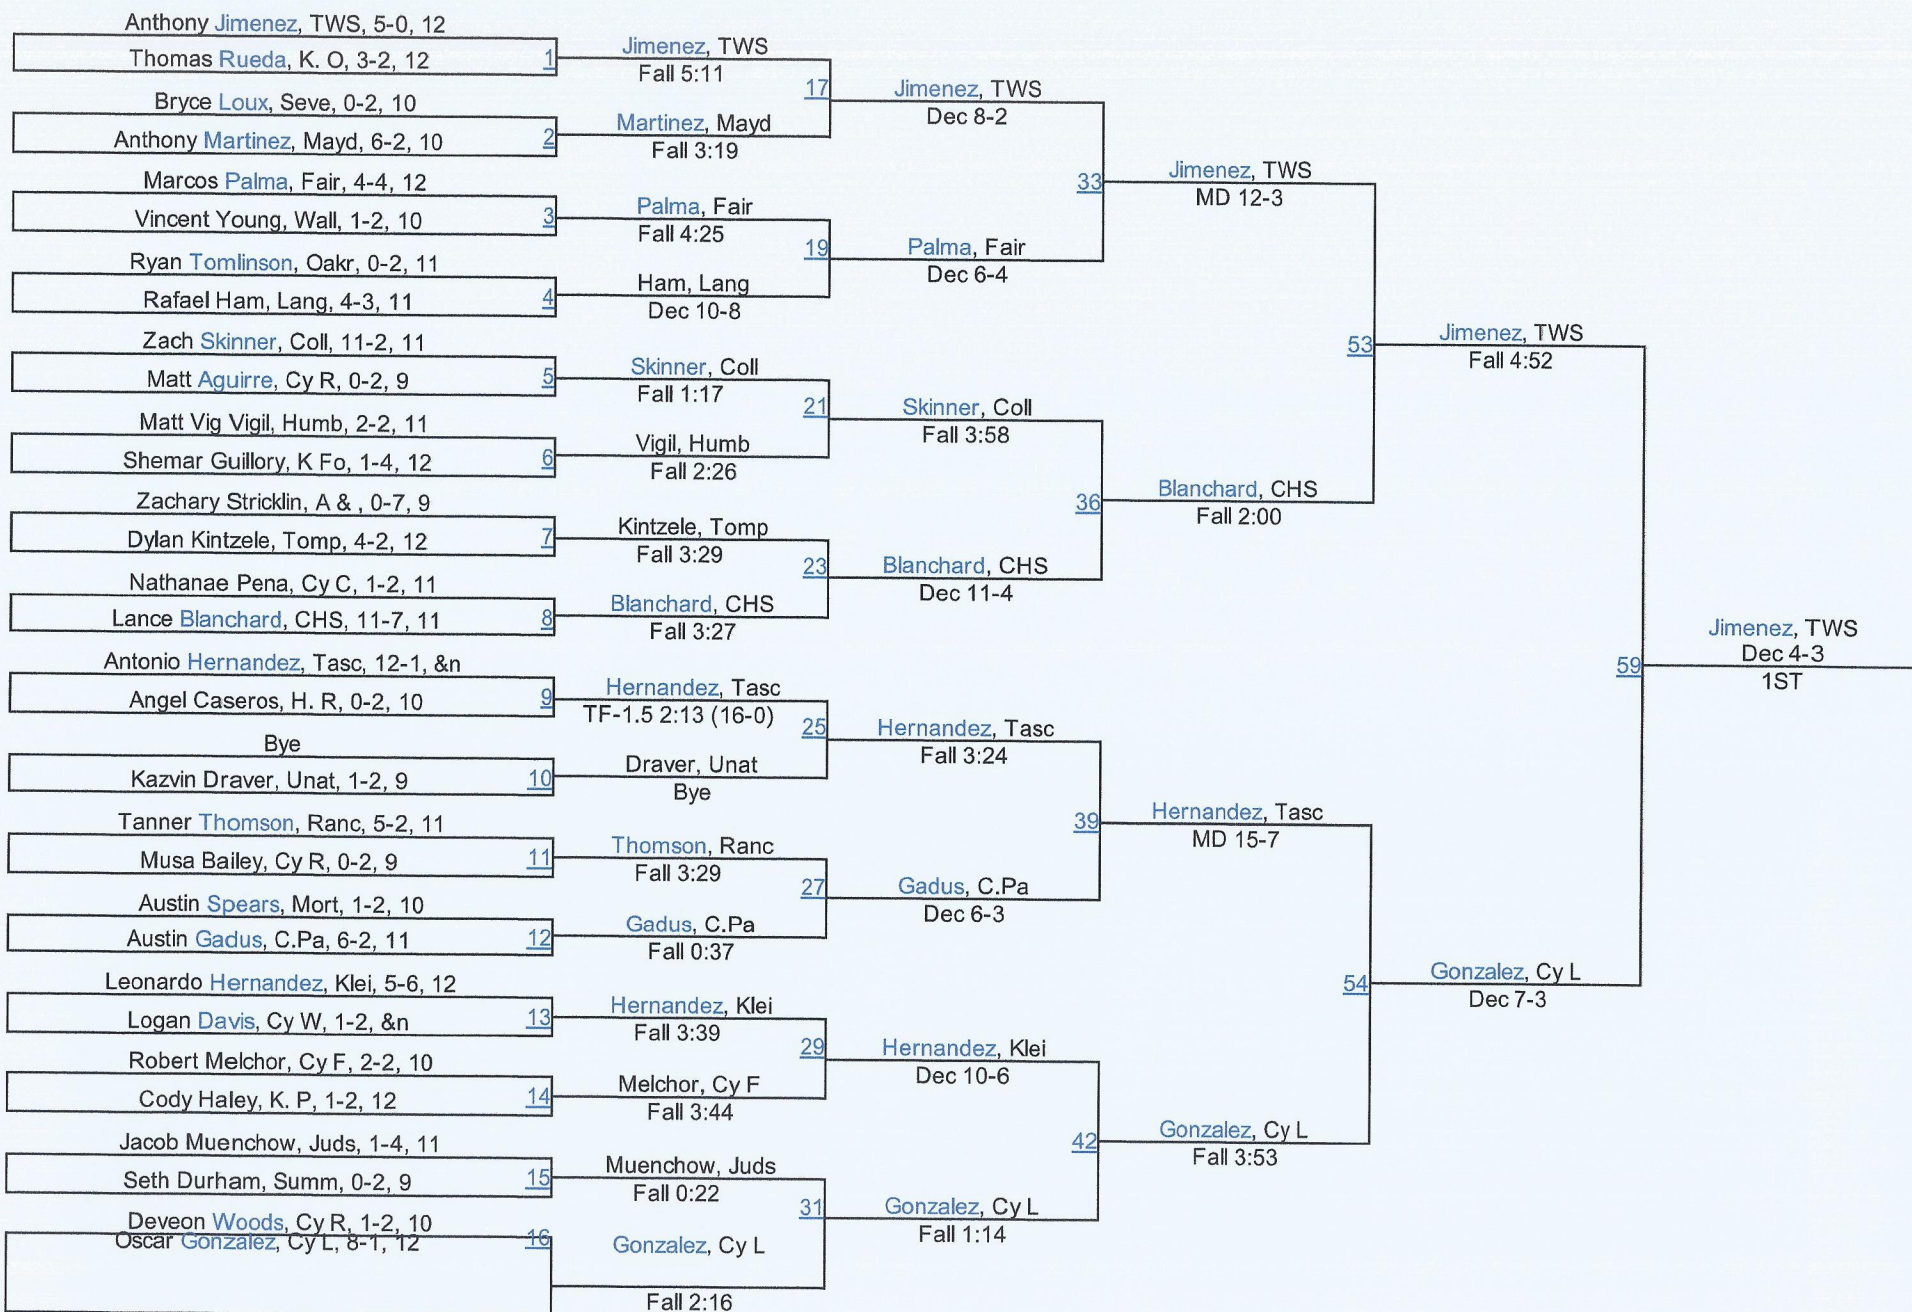 Anthony Jimenez, TWS, 5-0, 12
Thomas Rueda, K. O, 3-2, 12
1
Bryce Loux, Seve, 0-2, 10
Anthony Martinez, Mayd, 6-2, 10
2
Marcos Palma, Fair, 4-4, 12
Vincent Young, Wall, 1-2, 10
3
Ryan Tomlinson, Oakr, 0-2, 11
Rafael Ham, Lang, 4-3, 11
4
Zach Skinner, Coll, 11-2, 11
Matt Aguirre, Cy R, 0-2, 9
5
Matt Vig Vigil, Humb, 2-2, 11
Shemar Guillory, K Fo, 1-4, 12
6
Zachary Stricklin, A & , 0-7, 9
Dylan Kintzele, Tomp, 4-2, 12
7
Nathanae Pena, Cy C, 1-2, 11
Lance Blanchard, CHS, 11-7, 11
8
Antonio Hernandez, Tasc, 12-1, &n
Angel Caseros, H. R, 0-2, 10
9
Bye
Kazvin Draver, Unat, 1-2, 9
10
Tanner Thomson, Ranc, 5-2, 11
Musa Bailey, Cy R, 0-2, 9
11
Austin Spears, Mort, 1-2, 10
Austin Gadus, C.Pa, 6-2, 11
12
Leonardo Hernandez, Klei, 5-6, 12
Logan Davis, Cy W, 1-2, &n
13
Robert Melchor, Cy F, 2-2, 10
Cody Haley, K. P, 1-2, 12
14
Jacob Muenchow, Juds, 1-4, 11
Seth Durham, Summ, 0-2, 9
15
Deveon Woods, Cy R, 1-2, 10
Oscar Gonzalez, Cy L, 8-1, 12
16
Jimenez, TWS
Fall 5:11
17
Martinez, Mayd
Fall 3:19
Palma, Fair
Fall 4:25
19
Ham, Lang
Dec 10-8
Skinner, Coll
Fall 1:17
21
Vigil, Humb
Fall 2:26
Kintzele, Tomp
Fall 3:29
23
Blanchard, CHS
Fall 3:27
Hernandez, Tasc
TF-1.5 2:13 (16-0)
25
Draver, Unat
Bye
Thomson, Ranc
Fall 3:29
27
Gadus, C.Pa
Fall 0:37
Hernandez, Klei
Fall 3:39
29
Melchor, Cy F
Fall 3:44
Muenchow, Juds
Fall 0:22
31
Gonzalez, Cy L
Fall 2:16
Jimenez, TWS
Dec 8-2
33
Palma, Fair
Dec 6-4
Skinner, Coll
Fall 3:58
36
Blanchard, CHS
Dec 11-4
Hernandez, Tasc
Fall 3:24
39
Gadus, C.Pa
Dec 6-3
Hernandez, Klei
Dec 10-6
42
Gonzalez, Cy L
Fall 1:14
Jimenez, TWS
MD 12-3
53
Blanchard, CHS
Fall 2:00
Hernandez, Tasc
MD 15-7
54
Gonzalez, Cy L
Fall 3:53
Jimenez, TWS
Fall 4:52
59
Gonzalez, Cy L
Dec 7-3
Jimenez, TWS
Dec 4-3
1ST